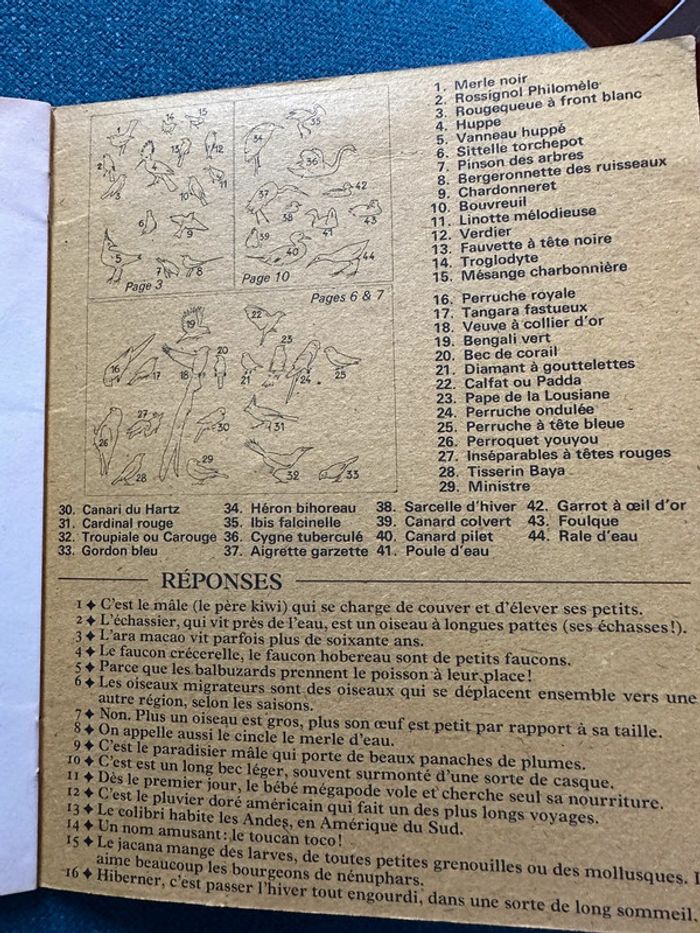 1. Merle noir
2. Rossignol Philomèle
3. Rougequeue à front blanc
4. Huppe
5. Vanneau huppé
6. Sittelle torchepot
7. Pinson des arbres
8. Bergeronnette des ruisseaux
9. Chardonneret
10. Bouvreuil
11. Linotte mélodieuse
12. Verdier
13. Fauvette à tête noire
14. Troglodyte
15. Mésange charbonnière
Page 3
Page 10
Pages 6 & 7
16. Perruche royale
17. Tangara fastueux
18. Veuve à collier d'or
19. Bengali vert
20. Bec de corail
21. Diamant à gouttelettes
22. Calfat ou Padda
23. Pape de la Lousiane
24. Perruche ondulée
25. Perruche à tête bleue
26. Perroquet youyou
27. Inséparables à têtes rouges
28. Tisserin Baya
29. Ministre
30. Canari du Hartz
31. Cardinal rouge
32. Troupiale ou Carouge
33. Gordon bleu
34. Héron bihoreau
35. Ibis falcinelle
36. Cygne tuberculé
37. Aigrette garzette
38. Sarcelle d'hiver
39. Canard colvert
40. Canard pilet
41. Poule d'eau
42. Garrot à œil d'or
43. Foulque
44. Rale d'eau
RÉPONSES
1 ✦ C'est le mâle (le père kiwi) qui se charge de couver et d'élever ses petits.
2 ✦ L'échassier, qui vit près de l'eau, est un oiseau à longues pattes (ses échasses!).
3 ✦ L'ara macao vit parfois plus de soixante ans.
4 ✦ Le faucon crécerelle, le faucon hobereau sont de petits faucons.
5 ✦ Parce que les balbuzards prennent le poisson à leur place!
6 ✦ Les oiseaux migrateurs sont des oiseaux qui se déplacent ensemble vers une
autre région, selon les saisons.
7 ✦ Non. Plus un oiseau est gros, plus son œuf est petit par rapport à sa taille.
8 ✦ On appelle aussi le cincle le merle d'eau.
9 ✦ C'est le paradisier mâle qui porte de beaux panaches de plumes.
10 ✦ C'est est un long bec léger, souvent surmonté d'une sorte de casque.
11 ✦ Dès le premier jour, le bébé mégapode vole et cherche seul sa nourriture.
12 ✦ C'est le pluvier doré américain qui fait un des plus longs voyages.
13 ✦ Le colibri habite les Andes, en Amérique du Sud.
14 ✦ Un nom amusant: le toucan toco!
15 ✦ Le jacana mange des larves, de toutes petites grenouilles ou des mollusques.
aime beaucoup les bourgeons de nénuphars.
16 ✦ Hiberner, c'est passer l'hiver tout engourdi, dans une sorte de long sommeil.